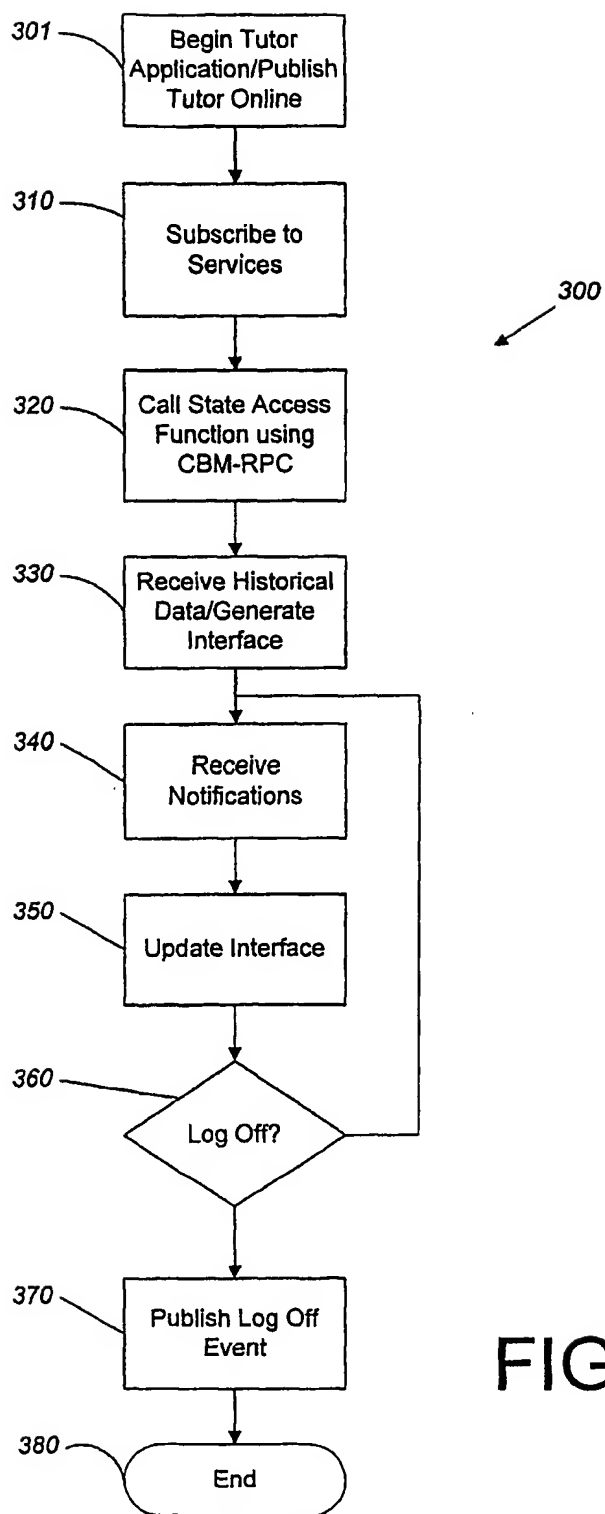 301
Begin Tutor
Application/Publish
Tutor Online
310
Subscribe to
Services
300
320
Call State Access
Function using
CBM-RPC
330
Receive Historical
Data/Generate
Interface
340
Receive
Notifications
350
Update Interface
360
Log Off?
370
Publish Log Off
Event
FIG
380
End